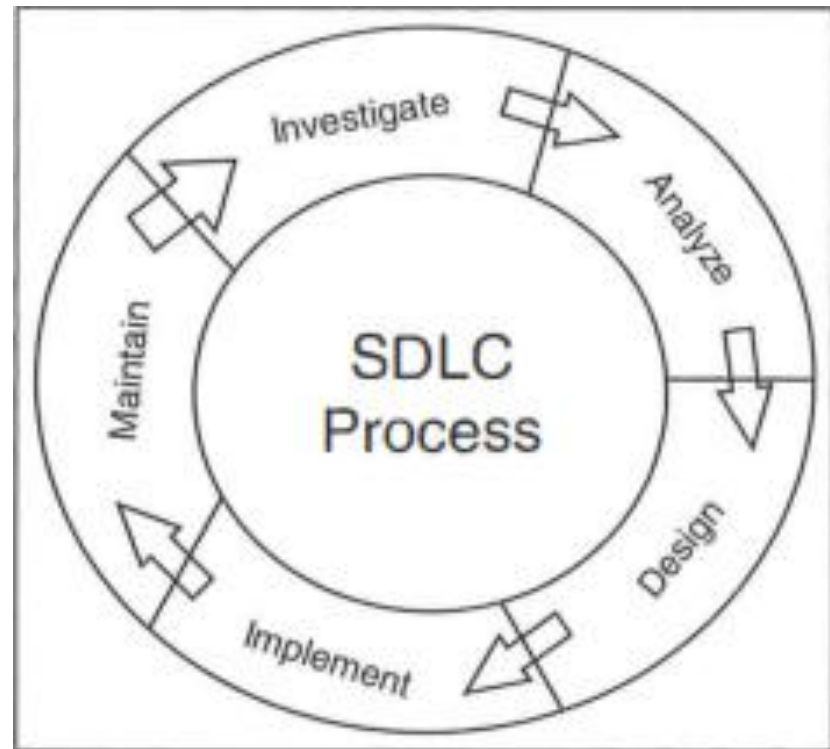 Investigate
Analyze
Design
Implement
Maintain
SDLC
Process